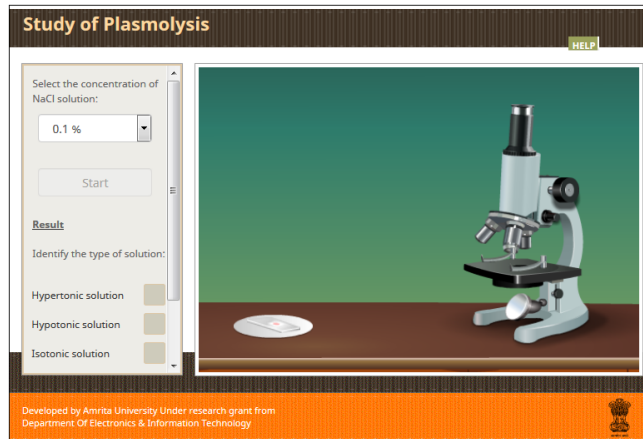 Study of Plasmolysis
HELP
Select the concentration of
NaCl solution:
0.1 %
Start
Result
Identify the type of solution:
Hypertonic solution
Hypotonic solution
Isotonic solution
Developed by Amrita University Under research grant from
Department Of Electronics & Information Technology